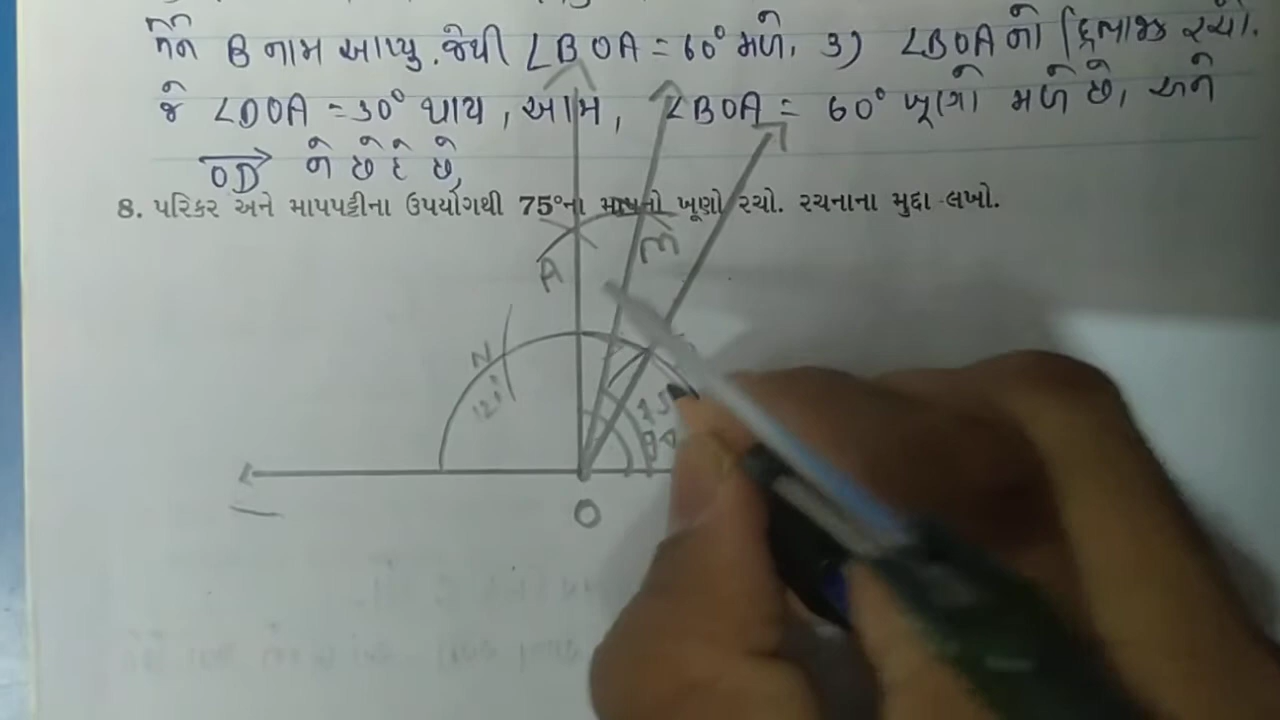 તેને B નામ આપ્યુ. જેથી ∠BOA = 60° મળે. 3) ∠BOA નો દ્વિભાજક રચો.
જે ∠DOA = 30° થાય, આમ, ∠BOA = 60° ખૂણો મળે છે, અને
OD ને છેદે છે,
8. પરિકર અને માપપટ્ટીના ઉપયોગથી 75°ના માપનો ખૂણો રચો. રચનાના મુદ્દા લખો.
A M
N
120°
O